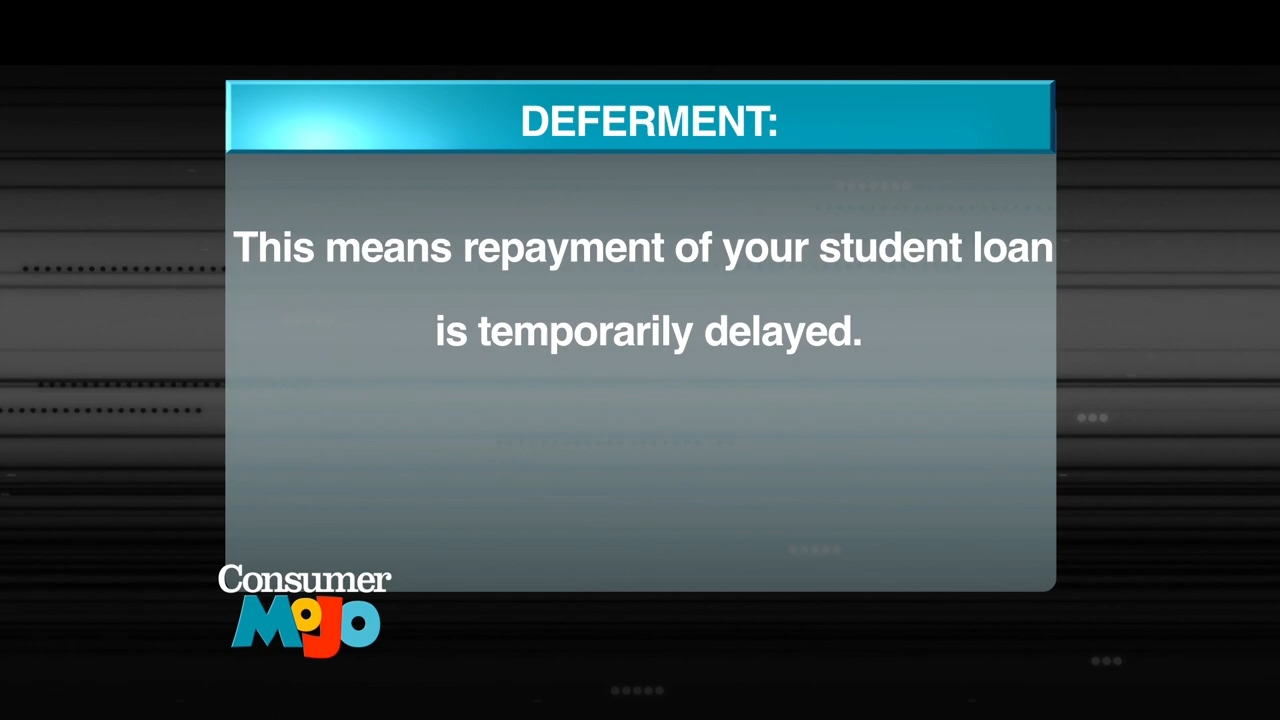 DEFERMENT:
This means repayment of your student loan
is temporarily delayed.
Consumer
MoJo